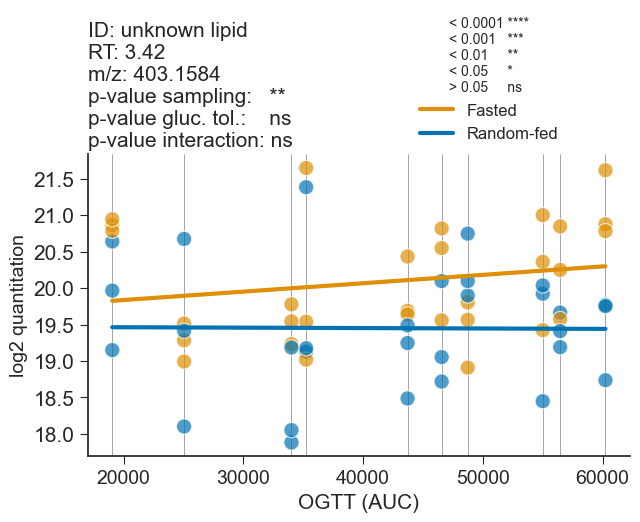 ID: unknown lipid
RT: 3.42
m/z: 403.1584
p-value sampling: **
p-value gluc. tol.: ns
p-value interaction: ns
< 0.0001 ****
< 0.001 ***
< 0.01 **
< 0.05 *
> 0.05 ns
Fasted
Random-fed
log2 quantitation
21.5
21.0
20.5
20.0
19.5
19.0
18.5
18.0
20000 30000 40000 50000 60000
OGTT (AUC)